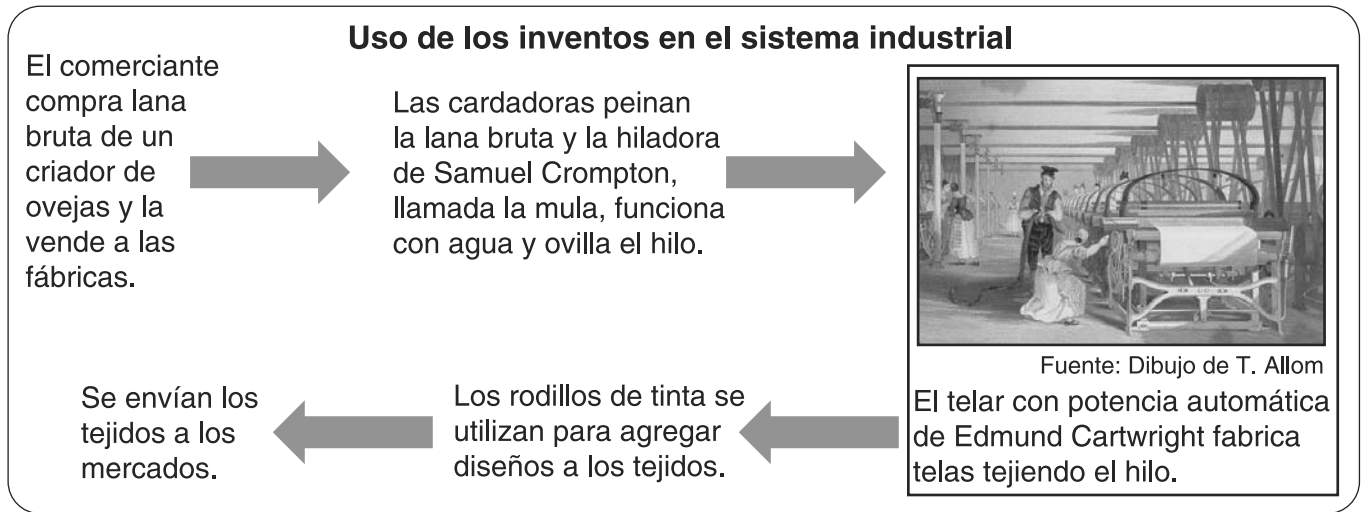 Uso de los inventos en el sistema industrial
El comerciante
compra lana
bruta de un
criador de
ovejas y la
vende a las
fábricas.
Las cardadoras peinan
la lana bruta y la hiladora
de Samuel Crompton,
llamada la mula, funciona
con agua y ovilla el hilo.
Fuente: Dibujo de T. Allom
El telar con potencia automática
de Edmund Cartwright fabrica
telas tejiendo el hilo.
Los rodillos de tinta se
utilizan para agregar
diseños a los tejidos.
Se envían los
tejidos a los
mercados.